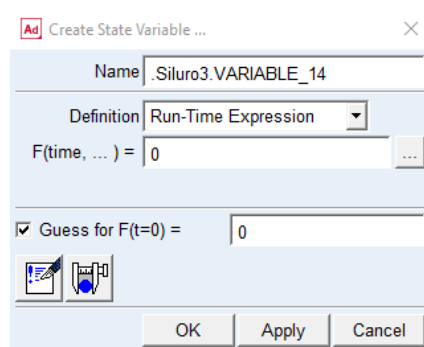 Ad Create State Variable ...
Name .Siluro3.VARIABLE_14
Definition Run-Time Expression
F(time, ... ) = 0 ...
Guess for F(t=0) = 0
OK Apply Cancel